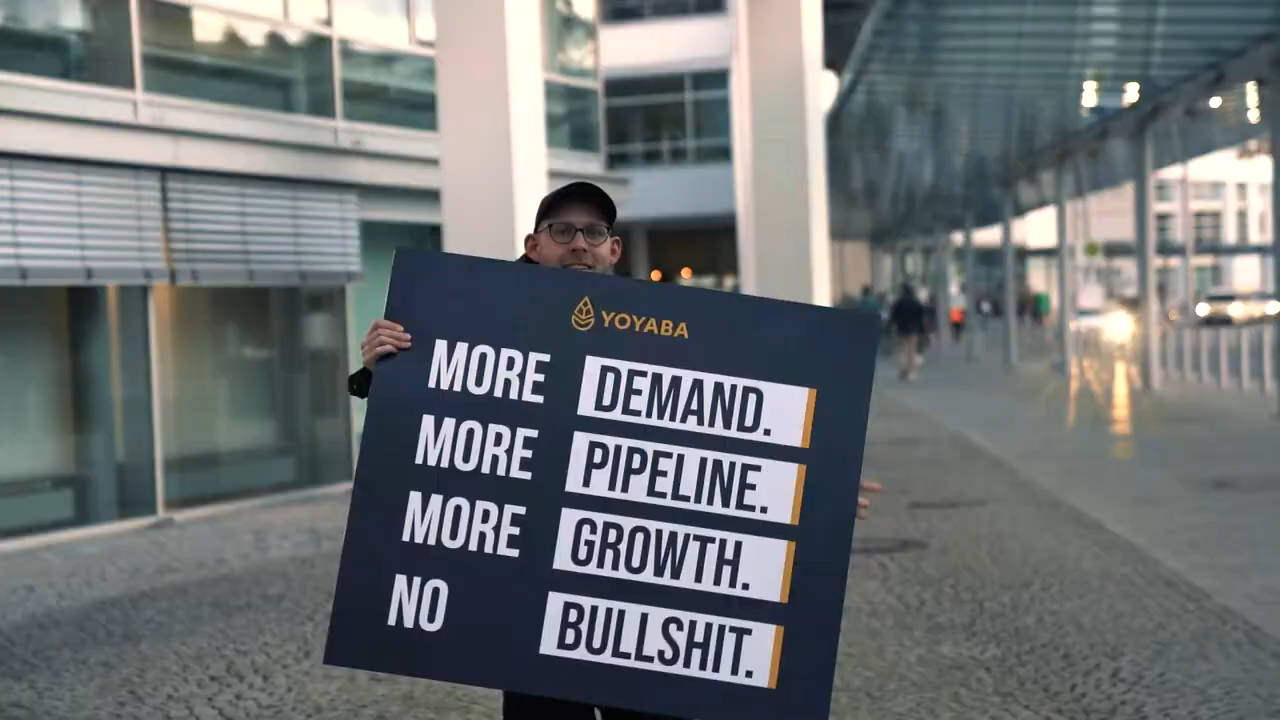 YOYABA
MORE DEMAND.
MORE PIPELINE.
MORE GROWTH.
NO BULLSHIT.